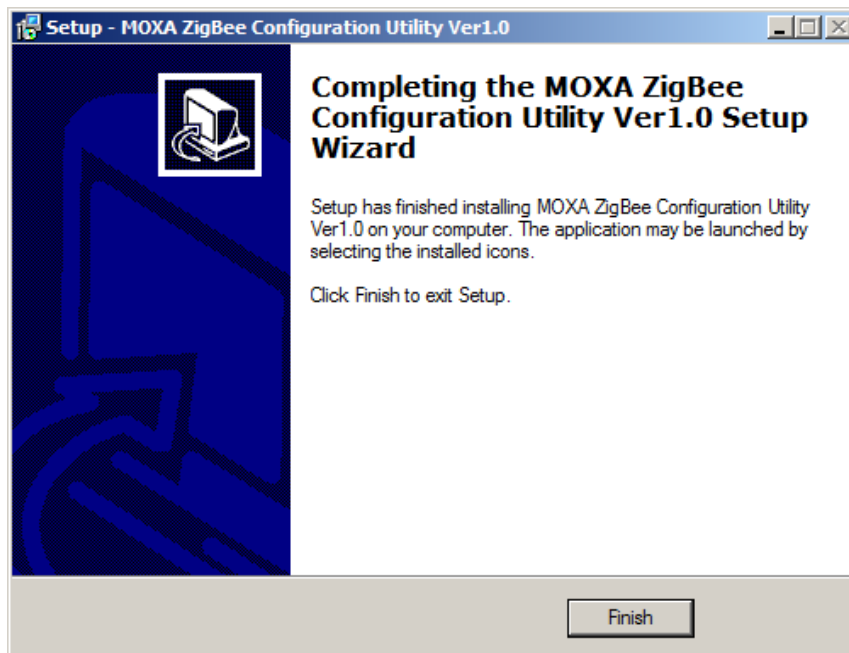 Setup - MOXA ZigBee Configuration Utility Ver1.0
Completing the MOXA ZigBee
Configuration Utility Ver1.0 Setup
Wizard
Setup has finished installing MOXA ZigBee Configuration Utility
Ver1.0 on your computer. The application may be launched by
selecting the installed icons.
Click Finish to exit Setup.
Finish